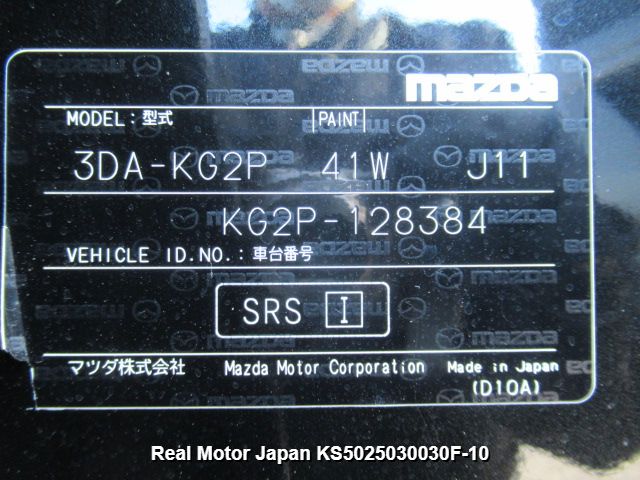 mazda
MODEL : 型式 PAINT
3DA-KG2P 41W J11
KG2P-128384
VEHICLE ID.NO. : 車台番号
SRS I
マツダ株式会社 Mazda Motor Corporation Made in Japan
(D10A)
Real Motor Japan KS5025030030F-10